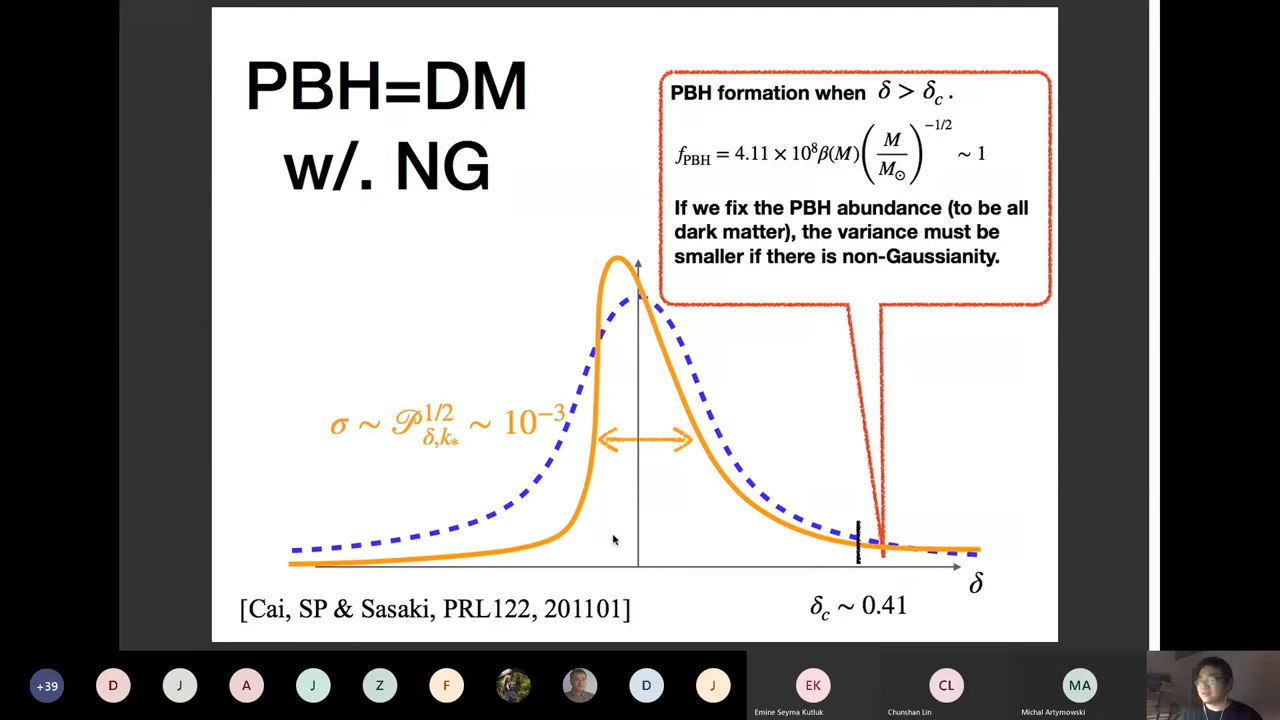 PBH=DM
w/. NG
PBH formation when δ > δ_c .
f_PBH = 4.11 × 10^8 β(M) (M/M_⊙)^{-1/2} ~ 1
If we fix the PBH abundance (to be all
dark matter), the variance must be
smaller if there is non-Gaussianity.
σ ~ 𝒫^{1/2}_{δ,k_*} ~ 10^{-3}
δ
δ_c ~ 0.41
[Cai, SP & Sasaki, PRL122, 201101]
+39
D
J
A
J
Z
F
D
J
EK
CL
MA
Emine Seyma Kutluk
Chunshan Lin
Michal Artymowski